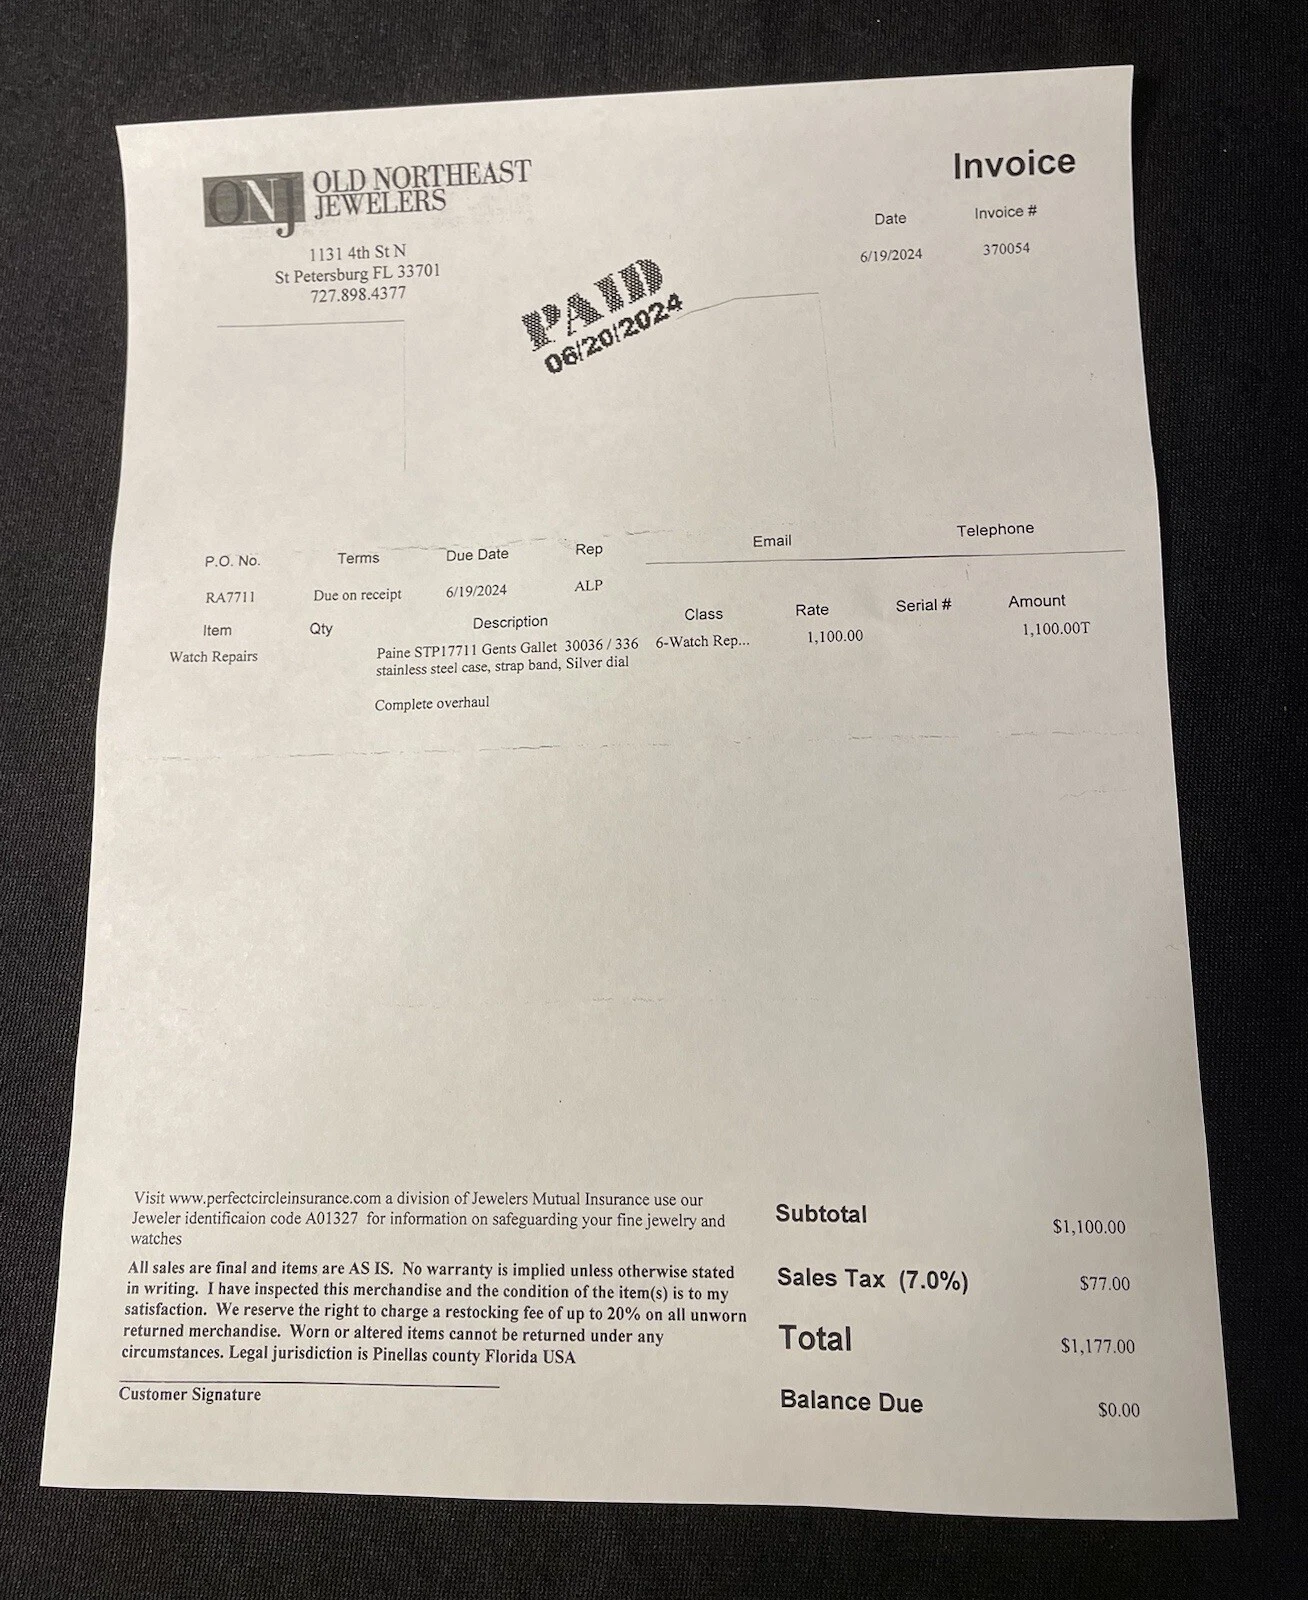 ONJ OLD NORTHEAST
JEWELERS
1131 4th St N
St Petersburg FL 33701
727.898.4377
Invoice
Date Invoice #
6/19/2024 370054
PAID
06/20/2024
P.O. No. Terms Due Date Rep Email Telephone
RA7711 Due on receipt 6/19/2024 ALP
Item Qty Description Class Rate Serial # Amount
Watch Repairs Paine STP17711 Gents Gallet 30036 / 336 6-Watch Rep... 1,100.00 1,100.00T
stainless steel case, strap band, Silver dial
Complete overhaul
Visit www.perfectcircleinsurance.com a division of Jewelers Mutual Insurance use our
Jeweler identificaion code A01327 for information on safeguarding your fine jewelry and
watches
All sales are final and items are AS IS. No warranty is implied unless otherwise stated
in writing. I have inspected this merchandise and the condition of the item(s) is to my
satisfaction. We reserve the right to charge a restocking fee of up to 20% on all unworn
returned merchandise. Worn or altered items cannot be returned under any
circumstances. Legal jurisdiction is Pinellas county Florida USA
Customer Signature
Subtotal $1,100.00
Sales Tax (7.0%) $77.00
Total $1,177.00
Balance Due $0.00